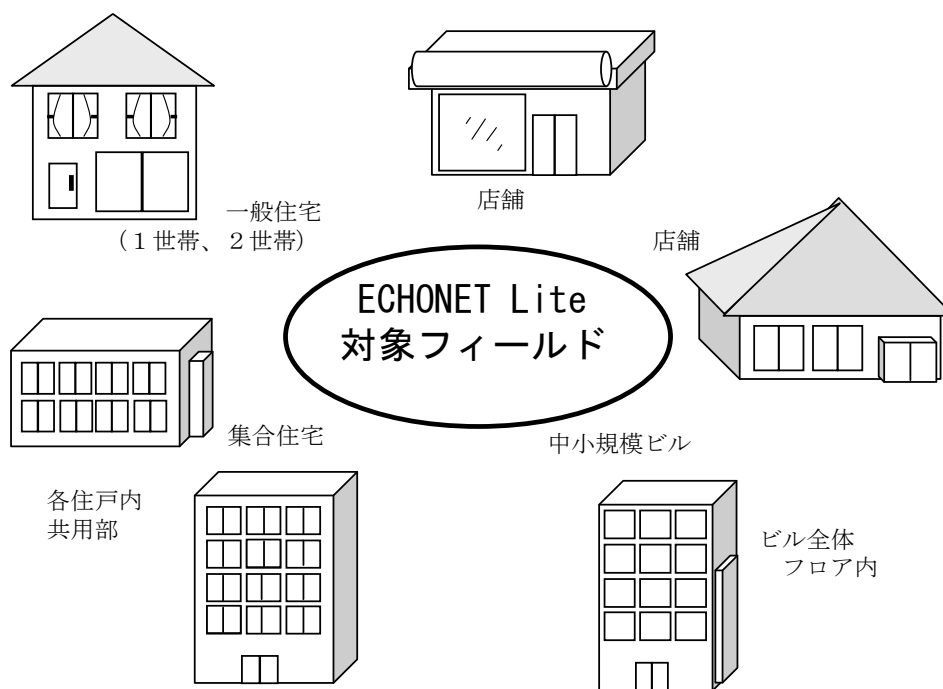 店舗
一般住宅
（１世帯、２世帯）
店舗
ECHONET Lite
対象フィールド
集合住宅
中小規模ビル
各住戸内
共用部
ビル全体
フロア内